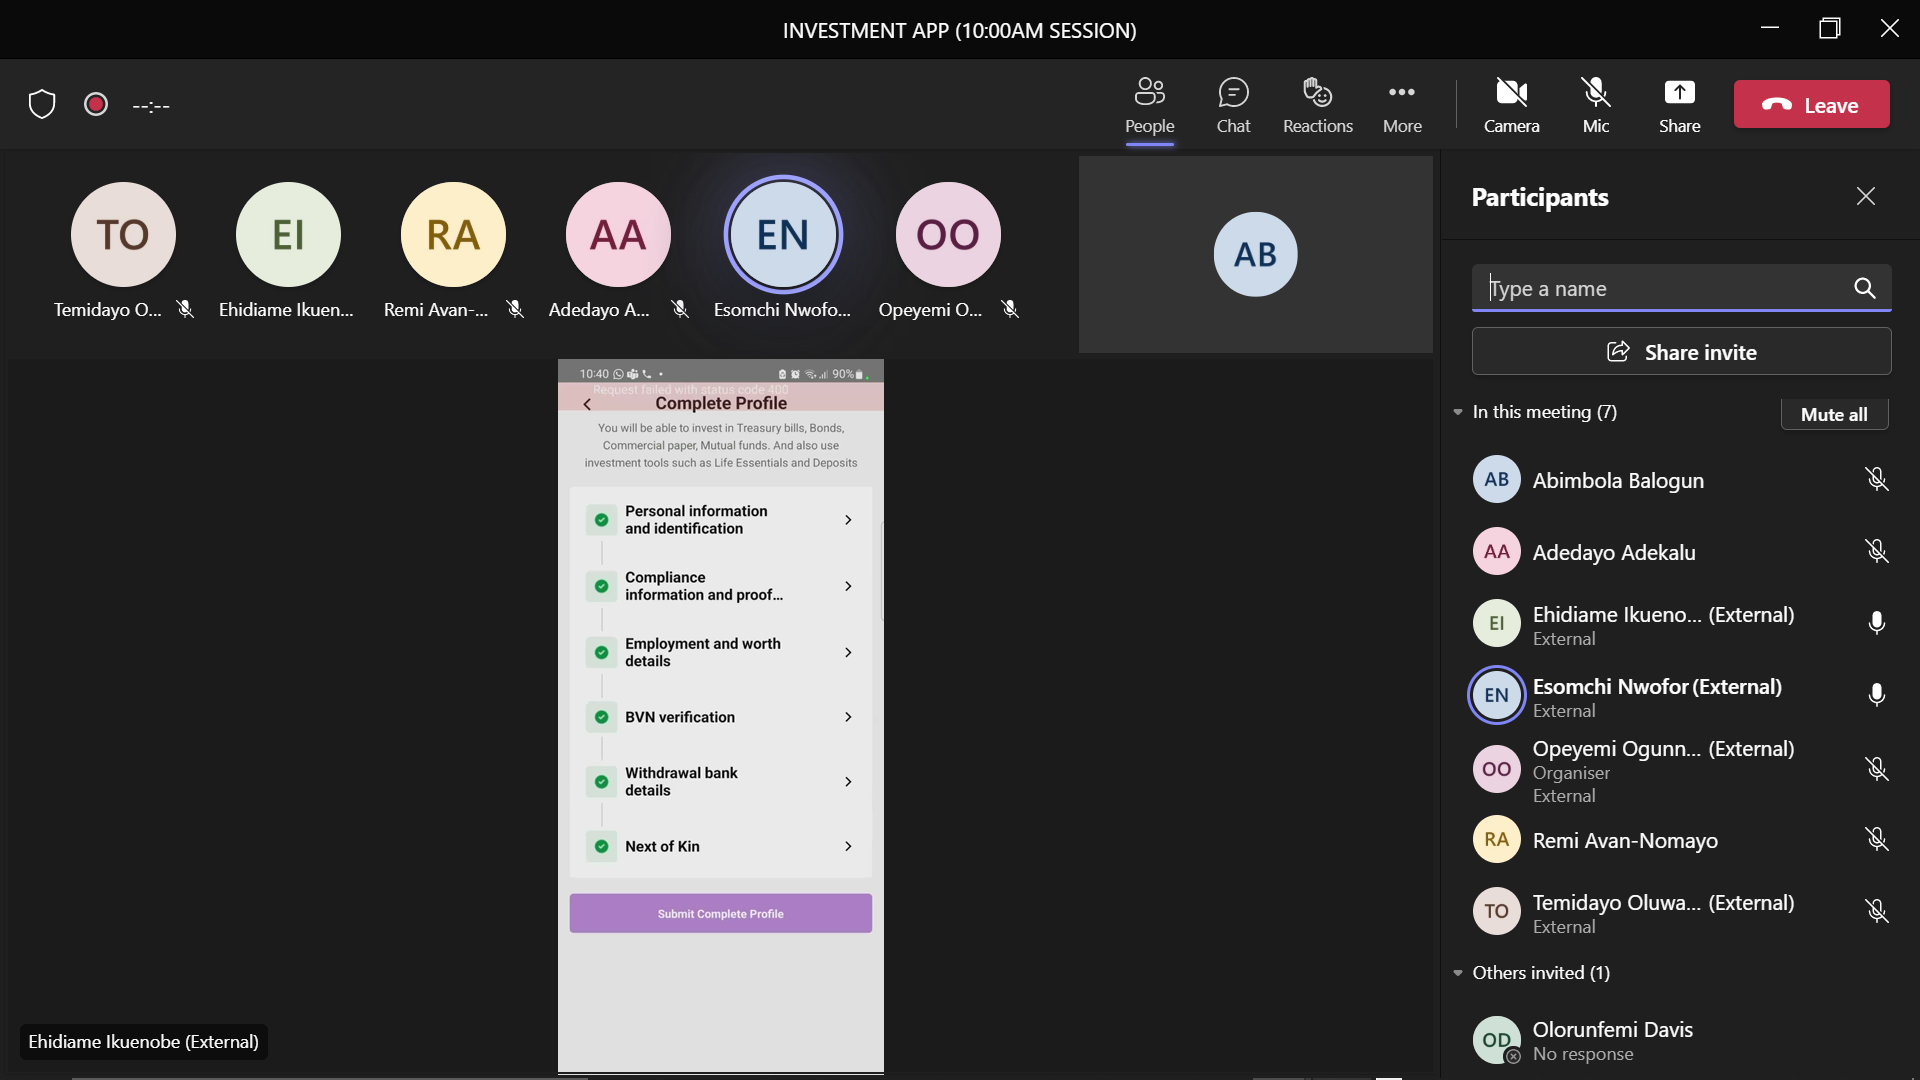 INVESTMENT APP (10:00AM SESSION)
--:--
People
Chat
Reactions
More
Camera
Mic
Share
Leave
TO
EI
RA
AA
EN
OO
AB
Temidayo O...
Ehidiame Ikuen...
Remi Avan-...
Adedayo A...
Esomchi Nwofo...
Opeyemi O...
10:40
90%
Request failed with status code 400
Complete Profile
You will be able to invest in Treasury bills, Bonds,
Commercial paper, Mutual funds. And also use
investment tools such as Life Essentials and Deposits
Personal information
and identification
Compliance
information and proof...
Employment and worth
details
BVN verification
Withdrawal bank
details
Next of Kin
Submit Complete Profile
Ehidiame Ikuenobe (External)
Participants
Type a name
Share invite
In this meeting (7)
Mute all
AB
Abimbola Balogun
AA
Adedayo Adekalu
EI
Ehidiame Ikueno... (External)
External
EN
Esomchi Nwofor (External)
External
OO
Opeyemi Ogunn... (External)
Organiser
External
RA
Remi Avan-Nomayo
TO
Temidayo Oluwa... (External)
External
Others invited (1)
OD
Olorunfemi Davis
No response